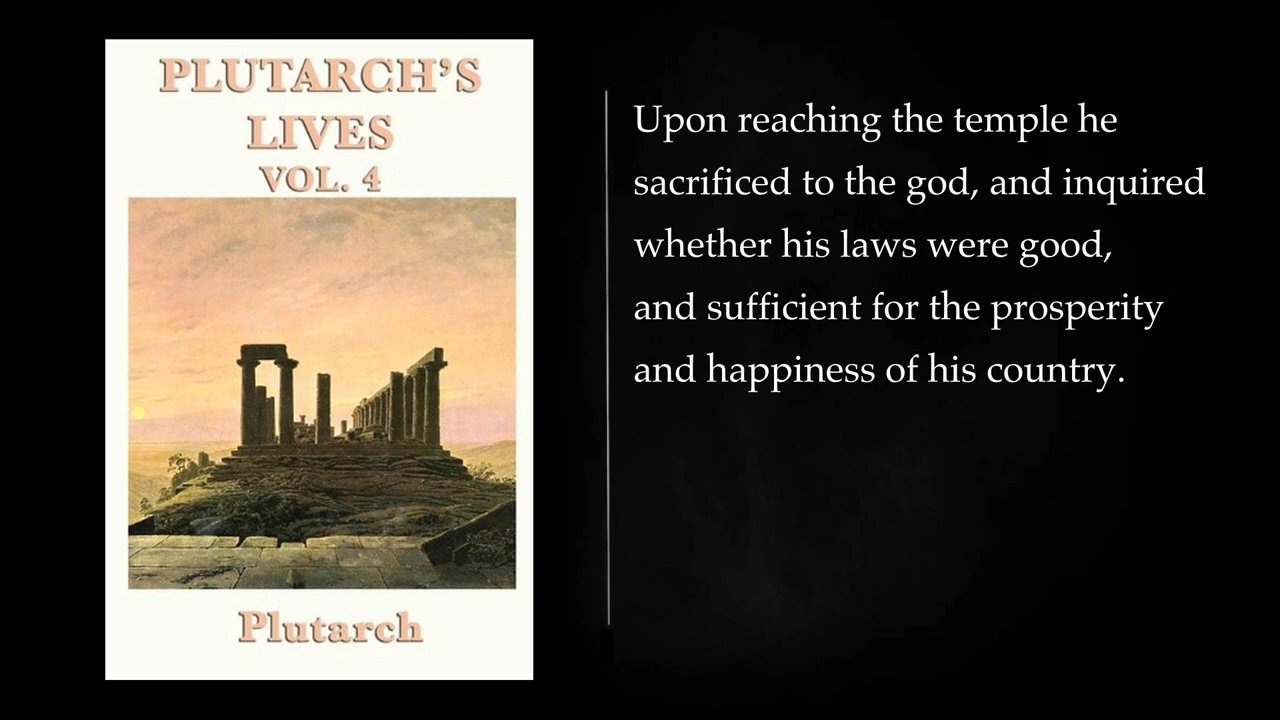 PLUTARCH'S
LIVES
VOL. 4
Plutarch
Upon reaching the temple he
sacrificed to the god, and inquired
whether his laws were good,
and sufficient for the prosperity
and happiness of his country.